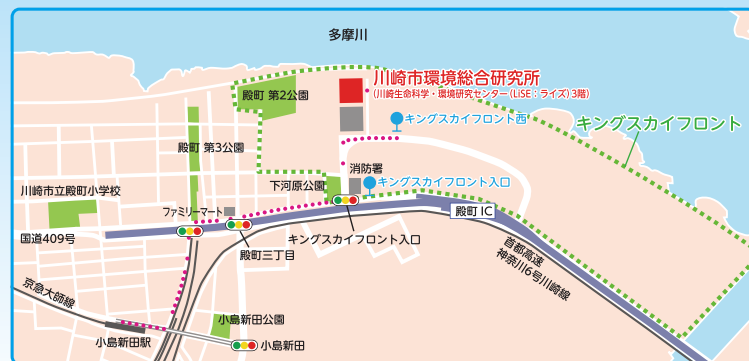 多摩川
川崎市環境総合研究所
(川崎生命科学・環境研究センター(LiSE：ライズ)3階)
殿町 第2公園
キングスカイフロント西
キングスカイフロント
殿町 第3公園
消防署
川崎市立殿町小学校
下河原公園
キングスカイフロント入口
ファミリーマート
殿町IC
国道409号
キングスカイフロント入口
殿町三丁目
首都高速
神奈川6号川崎線
京急大師線
小島新田公園
小島新田駅
小島新田